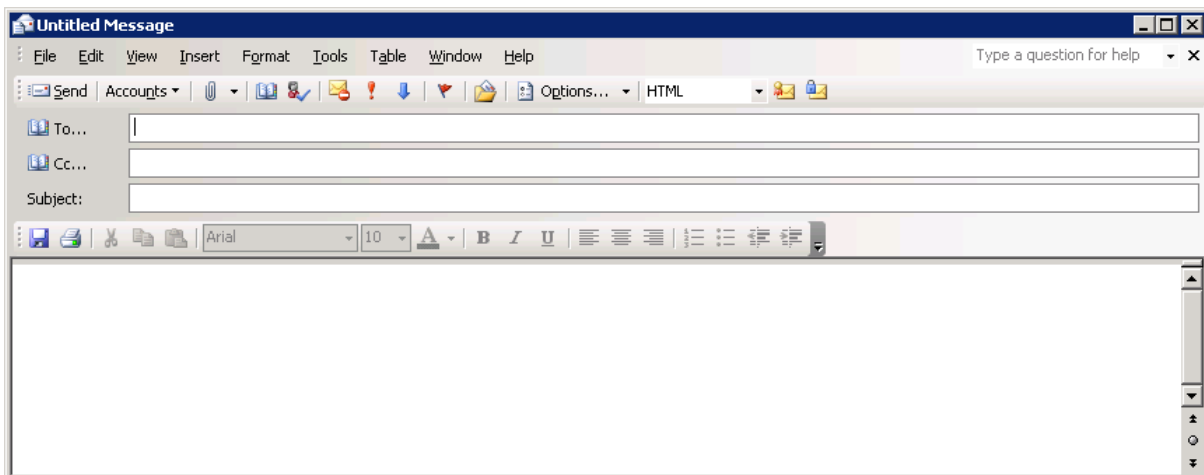 Untitled Message
File Edit View Insert Format Tools Table Window Help Type a question for help
Send Accounts Options... HTML
To...
Cc...
Subject:
Arial 10 A B I U